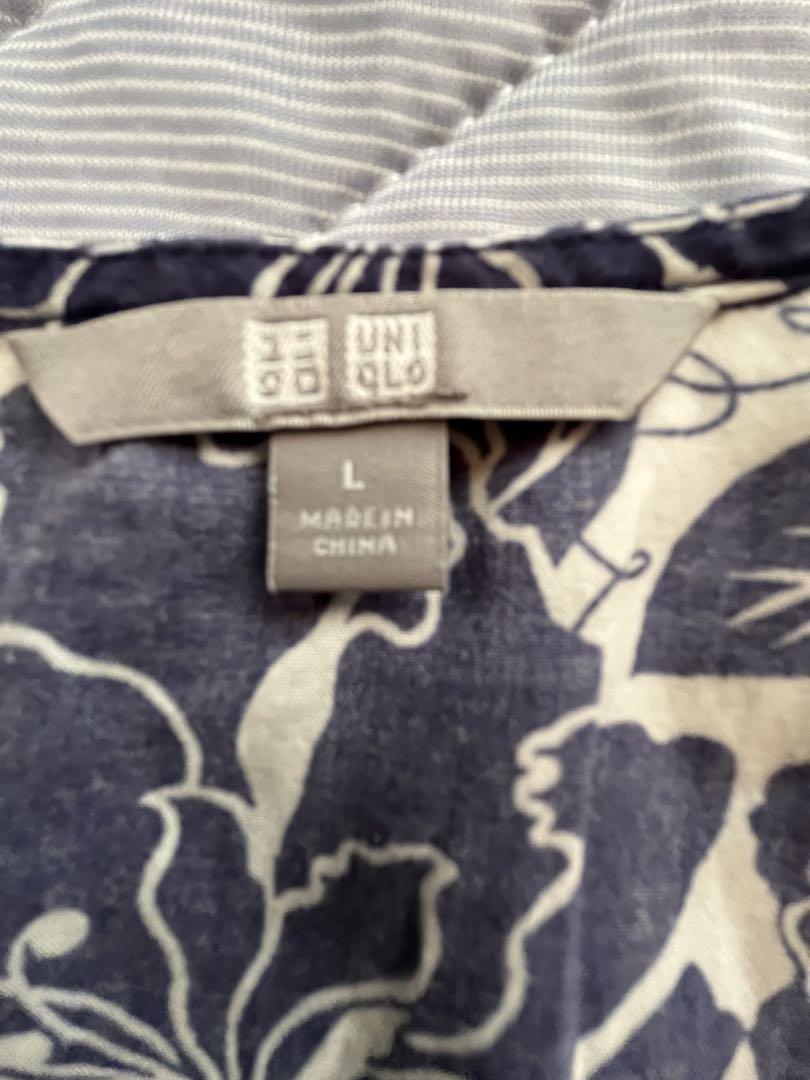 ユニ UNI
クロ QLO
L
MADE IN
CHINA